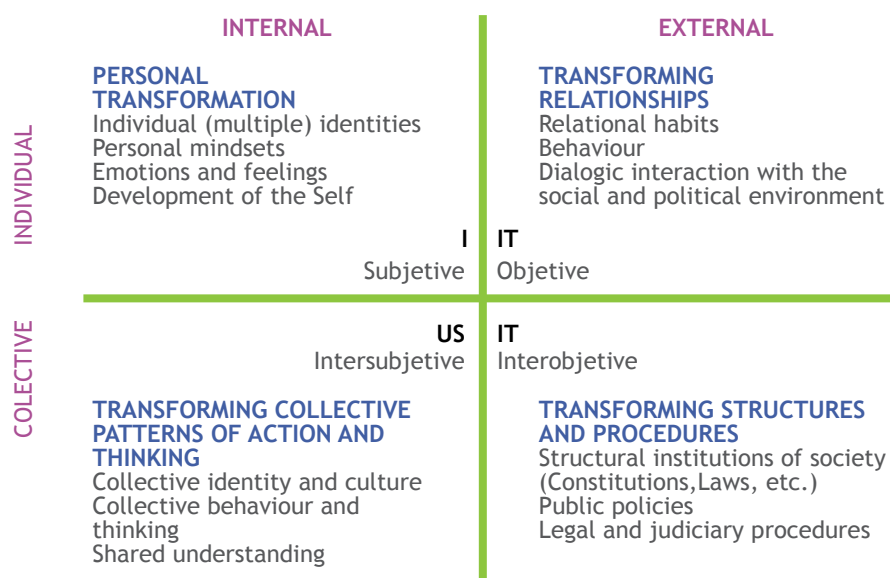 INTERNAL
EXTERNAL
INDIVIDUAL
PERSONAL
TRANSFORMATION
Individual (multiple) identities
Personal mindsets
Emotions and feelings
Development of the Self
I
Subjetive
TRANSFORMING
RELATIONSHIPS
Relational habits
Behaviour
Dialogic interaction with the
social and political environment
IT
Objetive
COLECTIVE
US
Intersubjetive
TRANSFORMING COLLECTIVE
PATTERNS OF ACTION AND
THINKING
Collective identity and culture
Collective behaviour and
thinking
Shared understanding
IT
Interobjetive
TRANSFORMING STRUCTURES
AND PROCEDURES
Structural institutions of society
(Constitutions,Laws, etc.)
Public policies
Legal and judiciary procedures